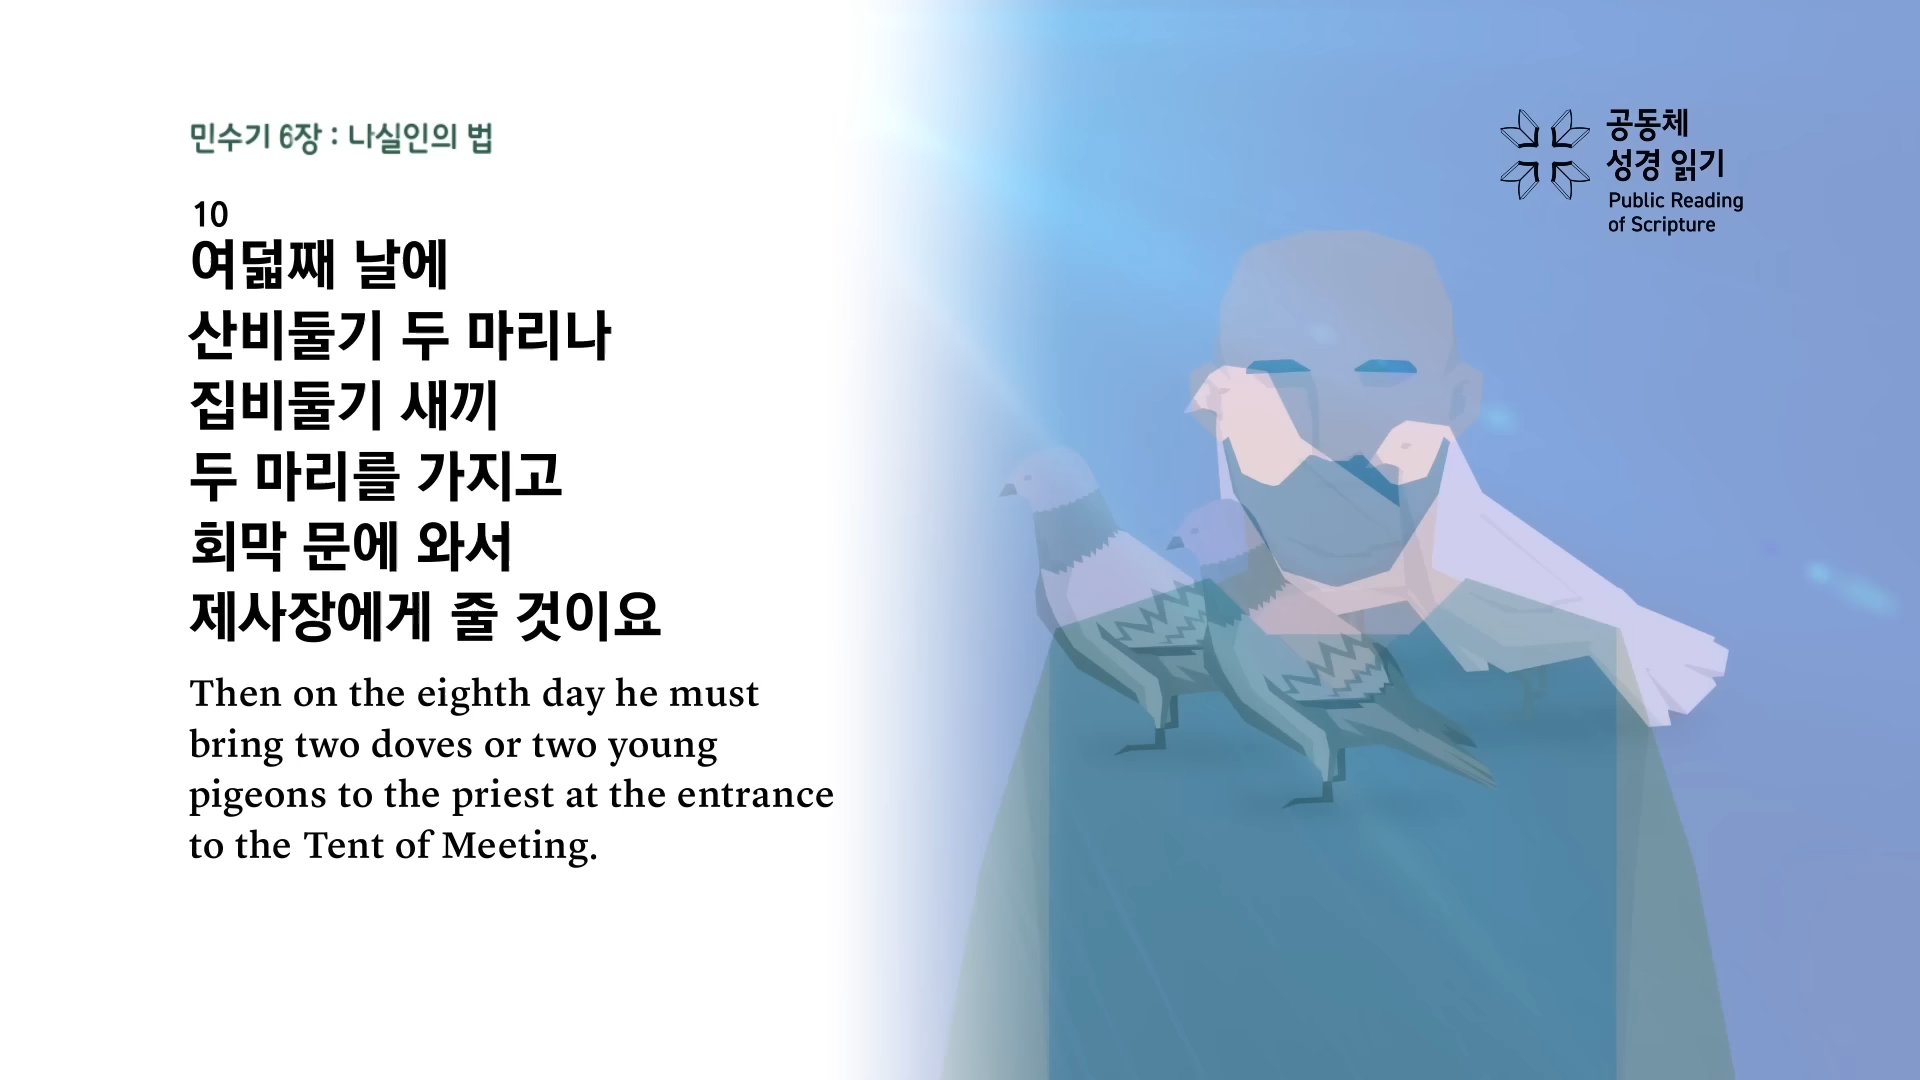 민수기 6장 : 나실인의 법
10
여덟째 날에
산비둘기 두 마리나
집비둘기 새끼
두 마리를 가지고
회막 문에 와서
제사장에게 줄 것이요
Then on the eighth day he must
bring two doves or two young
pigeons to the priest at the entrance
to the Tent of Meeting.
공동체
성경 읽기
Public Reading
of Scripture